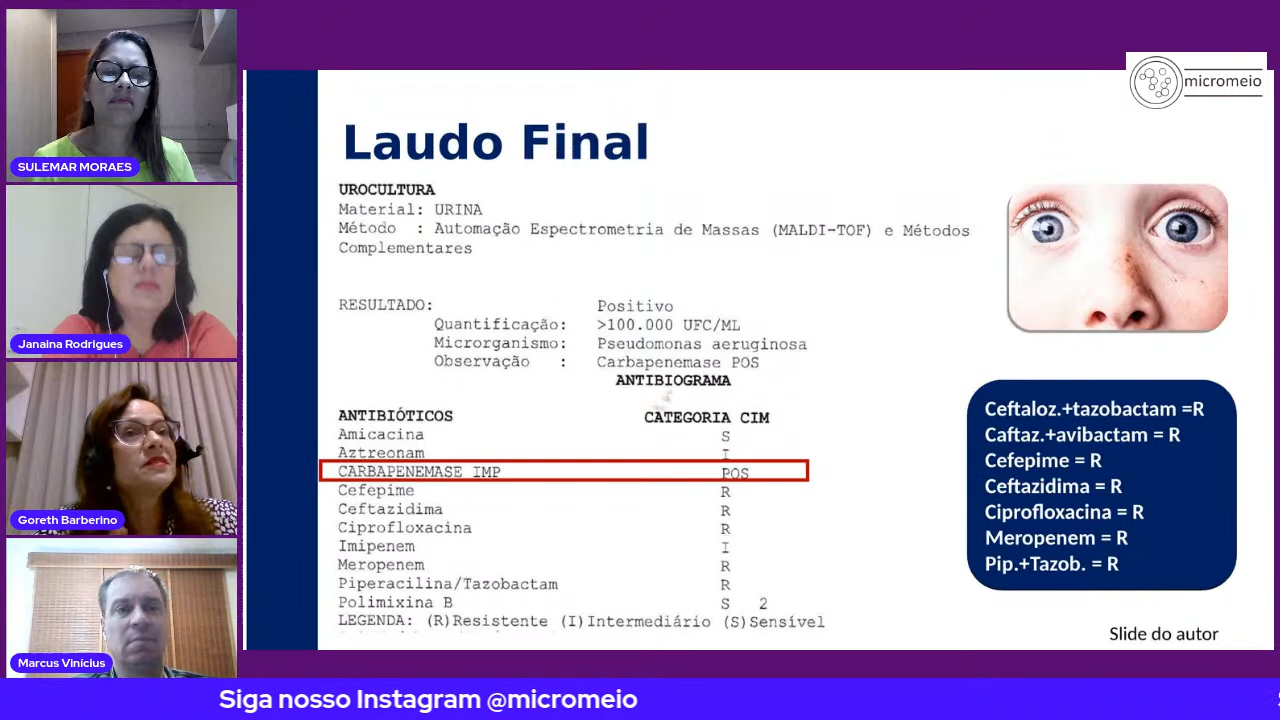 SULEMAR MORAES
Janaina Rodrigues
Goreth Barberino
Marcus Vinícius
micromeio
Laudo Final
UROCULTURA
Material: URINA
Método : Automação Espectrometria de Massas (MALDI-TOF) e Métodos
Complementares
RESULTADO: Positivo
Quantificação: >100.000 UFC/ML
Microrganismo: Pseudomonas aeruginosa
Observação : Carbapenemase POS
ANTIBIOGRAMA
ANTIBIÓTICOS CATEGORIA CIM
Amicacina S
Aztreonam I
CARBAPENEMASE IMP POS
Cefepime R
Ceftazidima R
Ciprofloxacina R
Imipenem I
Meropenem R
Piperacilina/Tazobactam R
Polimixina B S 2
LEGENDA: (R)Resistente (I)Intermediário (S)Sensível
Ceftaloz.+tazobactam =R
Caftaz.+avibactam = R
Cefepime = R
Ceftazidima = R
Ciprofloxacina = R
Meropenem = R
Pip.+Tazob. = R
Slide do autor
Siga nosso Instagram @micromeio